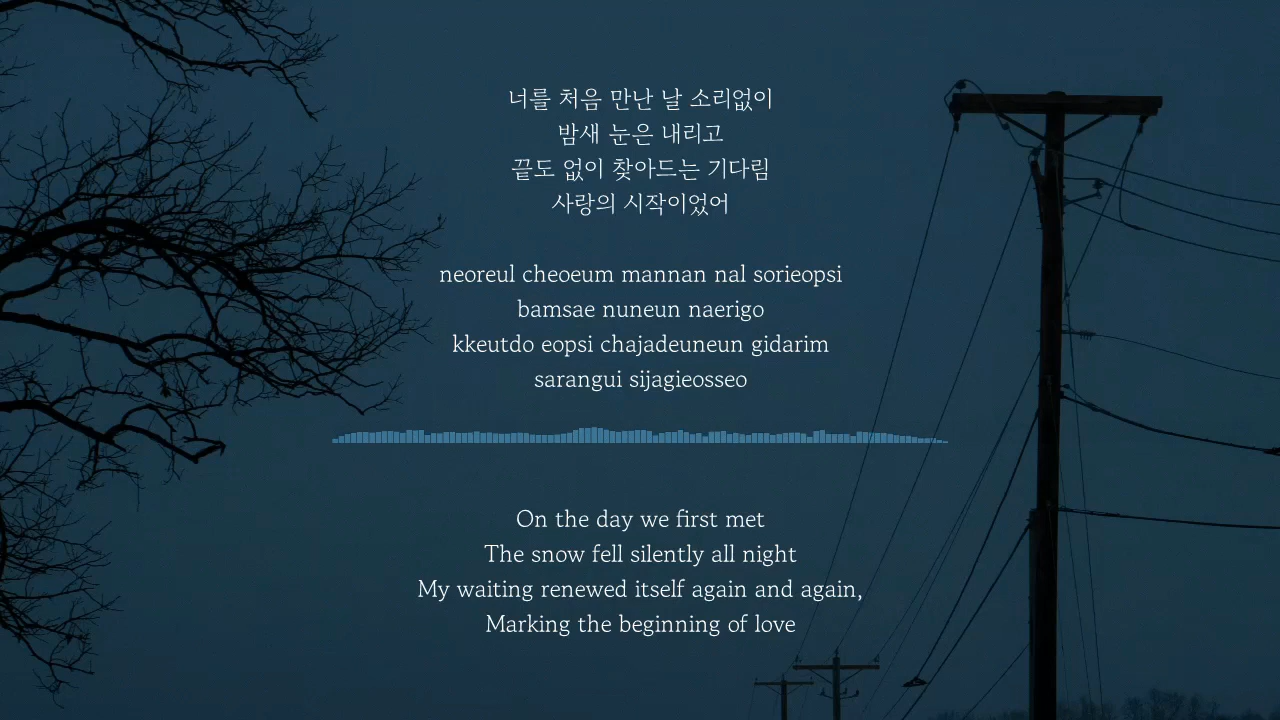 너를 처음 만난 날 소리없이
밤새 눈은 내리고
끝도 없이 찾아드는 기다림
사랑의 시작이었어
neoreul cheoeum mannan nal sorieopsi
bamsae nuneun naerigo
kkeutdo eopsi chajadeuneun gidarim
sarangui sijagieosseo
On the day we first met
The snow fell silently all night
My waiting renewed itself again and again,
Marking the beginning of love